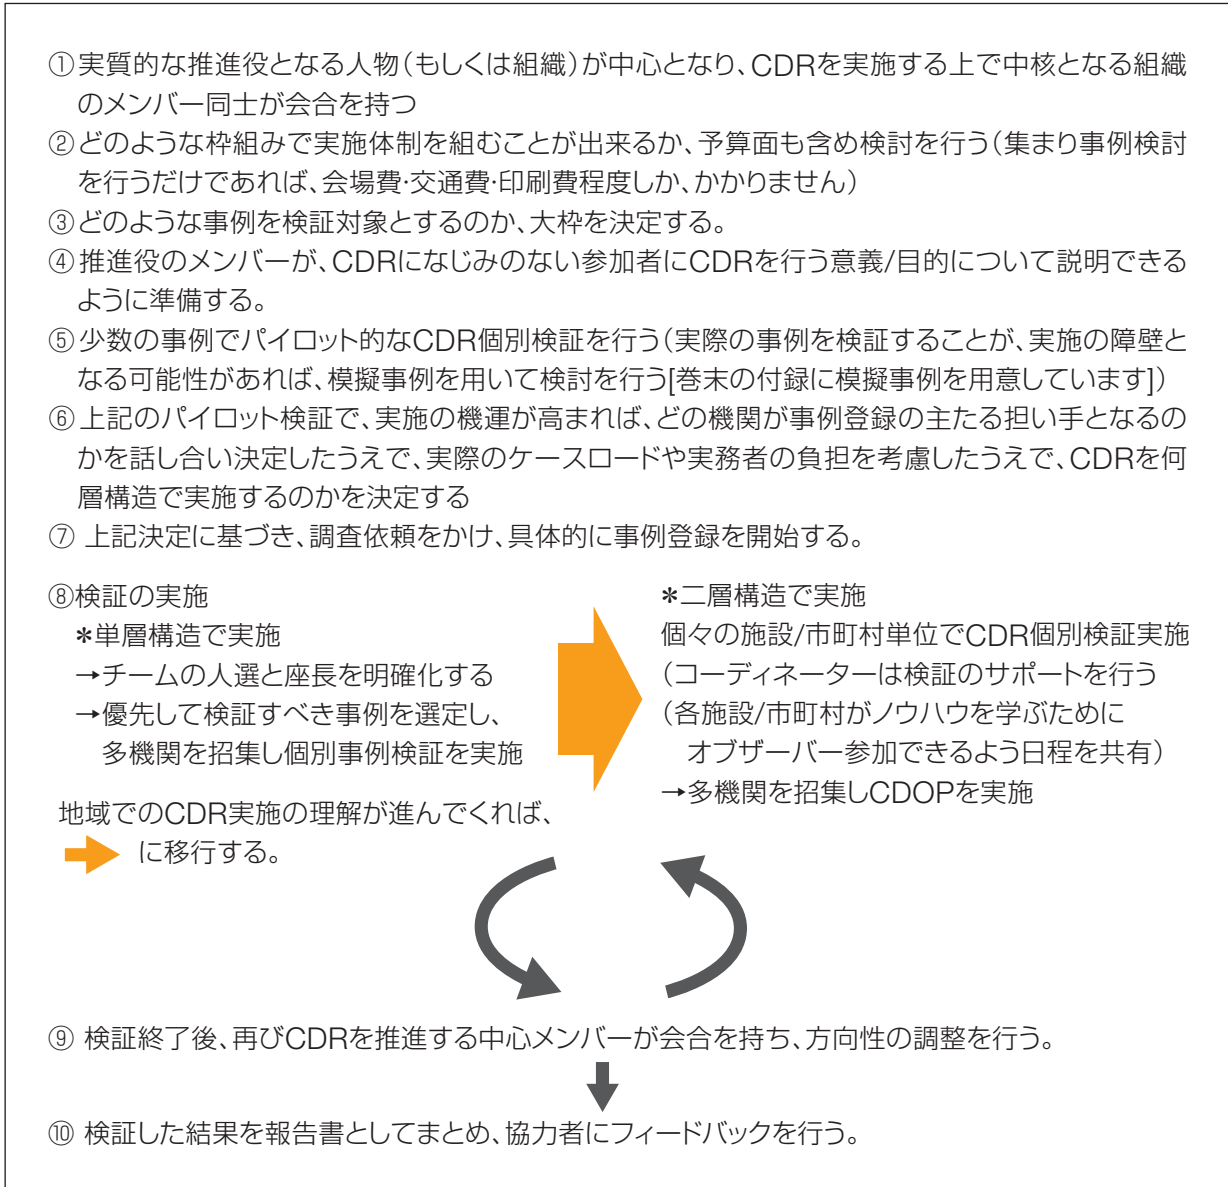 ①実質的な推進役となる人物(もしくは組織)が中心となり、CDRを実施する上で中核となる組織
のメンバー同士が会合を持つ
②どのような枠組みで実施体制を組むことが出来るか、予算面も含め検討を行う(集まり事例検討
を行うだけであれば、会場費・交通費・印刷費程度しか、かかりません)
③どのような事例を検証対象とするのか、大枠を決定する。
④推進役のメンバーが、CDRになじみのない参加者にCDRを行う意義/目的について説明できる
ように準備する。
⑤少数の事例でパイロット的なCDR個別検証を行う(実際の事例を検証することが、実施の障壁と
なる可能性があれば、模擬事例を用いて検討を行う[巻末の付録に模擬事例を用意しています])
⑥上記のパイロット検証で、実施の機運が高まれば、どの機関が事例登録の主たる担い手となるの
かを話し合い決定したうえで、実際のケースロードや実務者の負担を考慮したうえで、CDRを何
層構造で実施するのかを決定する
⑦ 上記決定に基づき、調査依頼をかけ、具体的に事例登録を開始する。
⑧検証の実施
＊単層構造で実施
→チームの人選と座長を明確化する
→優先して検証すべき事例を選定し、
多機関を招集し個別事例検証を実施
地域でのCDR実施の理解が進んでくれば、
に移行する。
＊二層構造で実施
個々の施設/市町村単位でCDR個別検証実施
(コーディネーターは検証のサポートを行う
(各施設/市町村がノウハウを学ぶために
オブザーバー参加できるよう日程を共有)
→多機関を招集しCDOPを実施
⑨ 検証終了後、再びCDRを推進する中心メンバーが会合を持ち、方向性の調整を行う。
⑩ 検証した結果を報告書としてまとめ、協力者にフィードバックを行う。